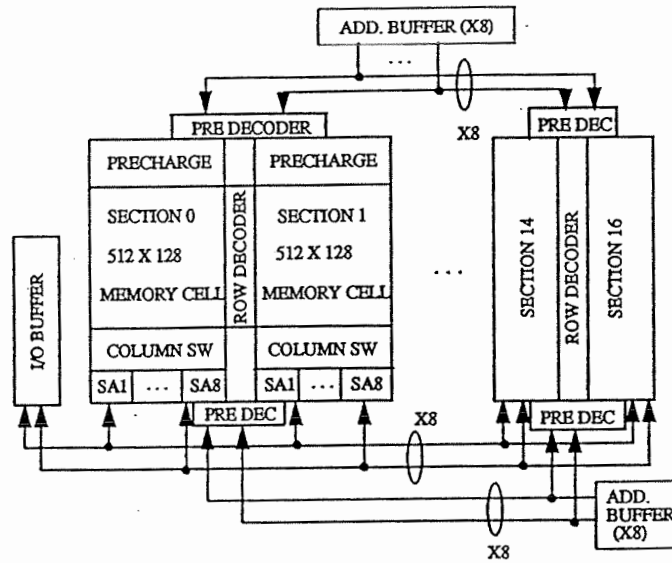 ADD. BUFFER (X8)
...
PRE DECODER
X8
PRE DEC
PRECHARGE
PRECHARGE
SECTION 0
512 X 128
MEMORY CELL
ROW DECODER
SECTION 1
512 X 128
MEMORY CELL
...
SECTION 14
ROW DECODER
SECTION 16
I/O BUFFER
COLUMN SW
COLUMN SW
SA1 ... SA8
SA1 ... SA8
PRE DEC
PRE DEC
X8
X8
ADD.
BUFFER
(X8)